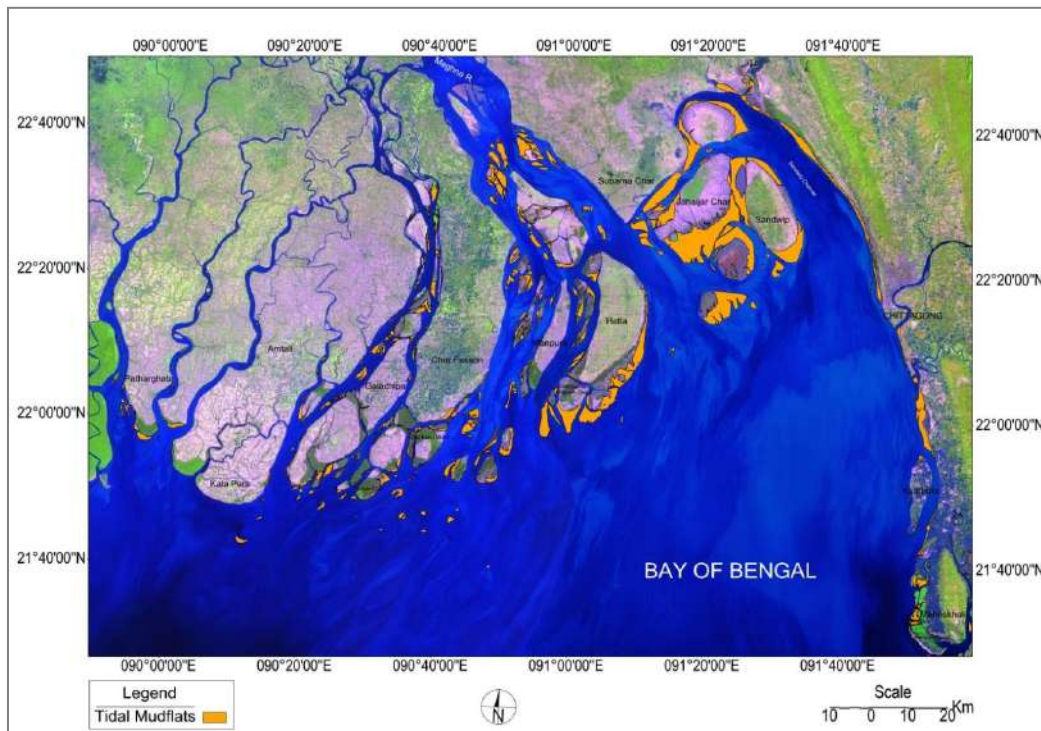 090°00'00"E 090°20'00"E 090°40'00"E 091°00'00"E 091°20'00"E 091°40'00"E
Meghna R
22°40'00"N 22°40'00"N
Subarna Char
Jahaijar Char
Sandwip
22°20'00"N 22°20'00"N
CHITTAGONG
Hatia
Amtali
Char Fasson
Patharghata
Galachipa
22°00'00"N 22°00'00"N
Kala Para
21°40'00"N BAY OF BENGAL 21°40'00"N
090°00'00"E 090°20'00"E 090°40'00"E 091°00'00"E 091°20'00"E 091°40'00"E
Legend
Tidal Mudflats
N
Scale
10 0 10 20 Km